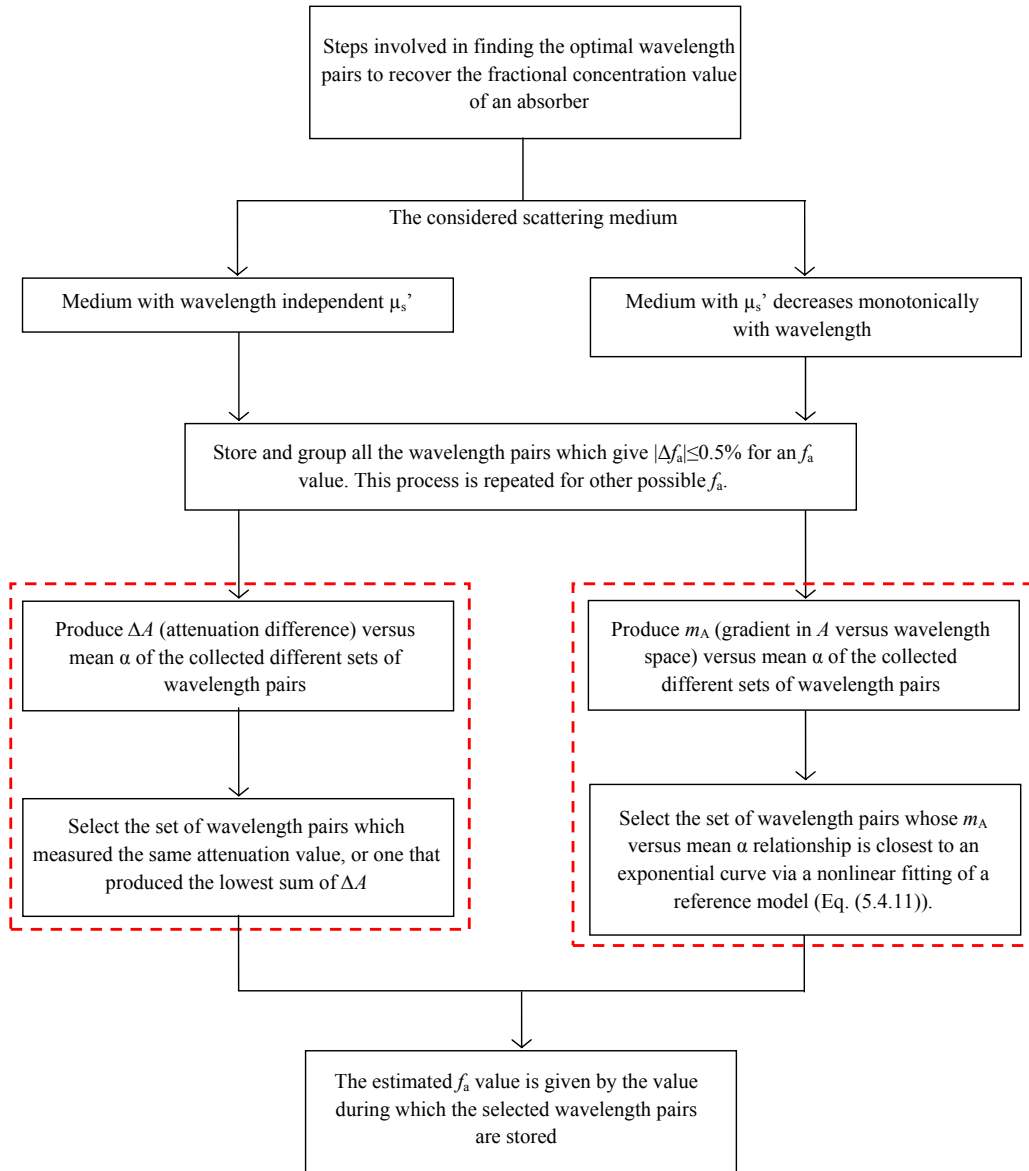 Steps involved in finding the optimal wavelength
pairs to recover the fractional concentration value
of an absorber
The considered scattering medium
Medium with wavelength independent µs’
Medium with µs’ decreases monotonically
with wavelength
Store and group all the wavelength pairs which give |Δfa|≤0.5% for an fa
value. This process is repeated for other possible fa.
Produce ΔA (attenuation difference) versus
mean α of the collected different sets of
wavelength pairs
Produce mA (gradient in A versus wavelength
space) versus mean α of the collected
different sets of wavelength pairs
Select the set of wavelength pairs which
measured the same attenuation value, or one that
produced the lowest sum of ΔA
Select the set of wavelength pairs whose mA
versus mean α relationship is closest to an
exponential curve via a nonlinear fitting of a
reference model (Eq. (5.4.11)).
The estimated fa value is given by the value
during which the selected wavelength pairs
are stored